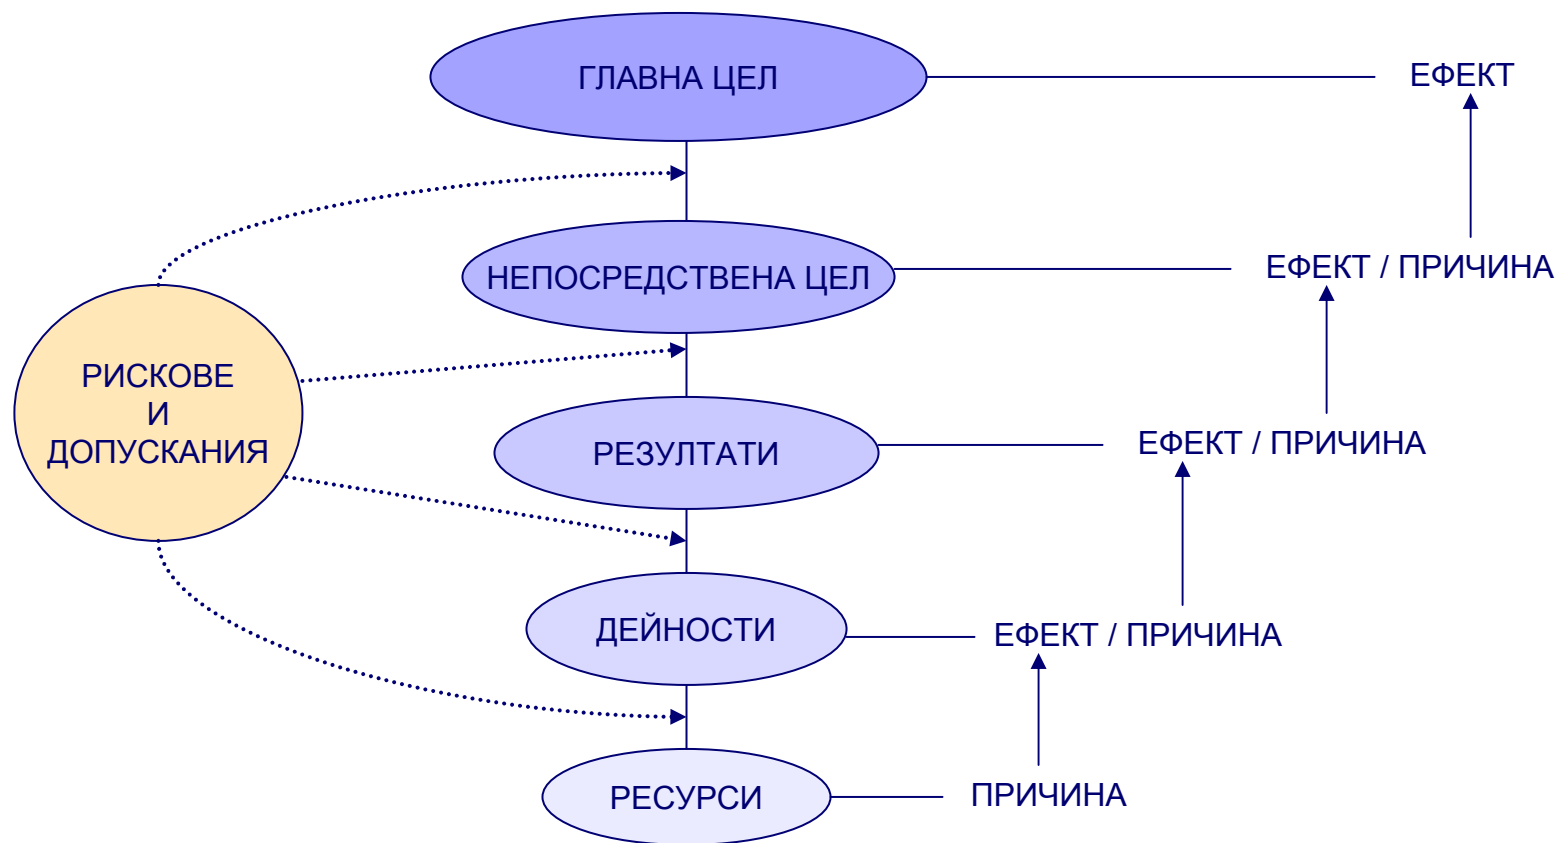 ГЛАВНА ЦЕЛ
ЕФЕКТ
НЕПОСРЕДСТВЕНА ЦЕЛ
ЕФЕКТ / ПРИЧИНА
РИСКОВЕ
И
ДОПУСКАНИЯ
РЕЗУЛТАТИ
ЕФЕКТ / ПРИЧИНА
ДЕЙНОСТИ
ЕФЕКТ / ПРИЧИНА
РЕСУРСИ
ПРИЧИНА